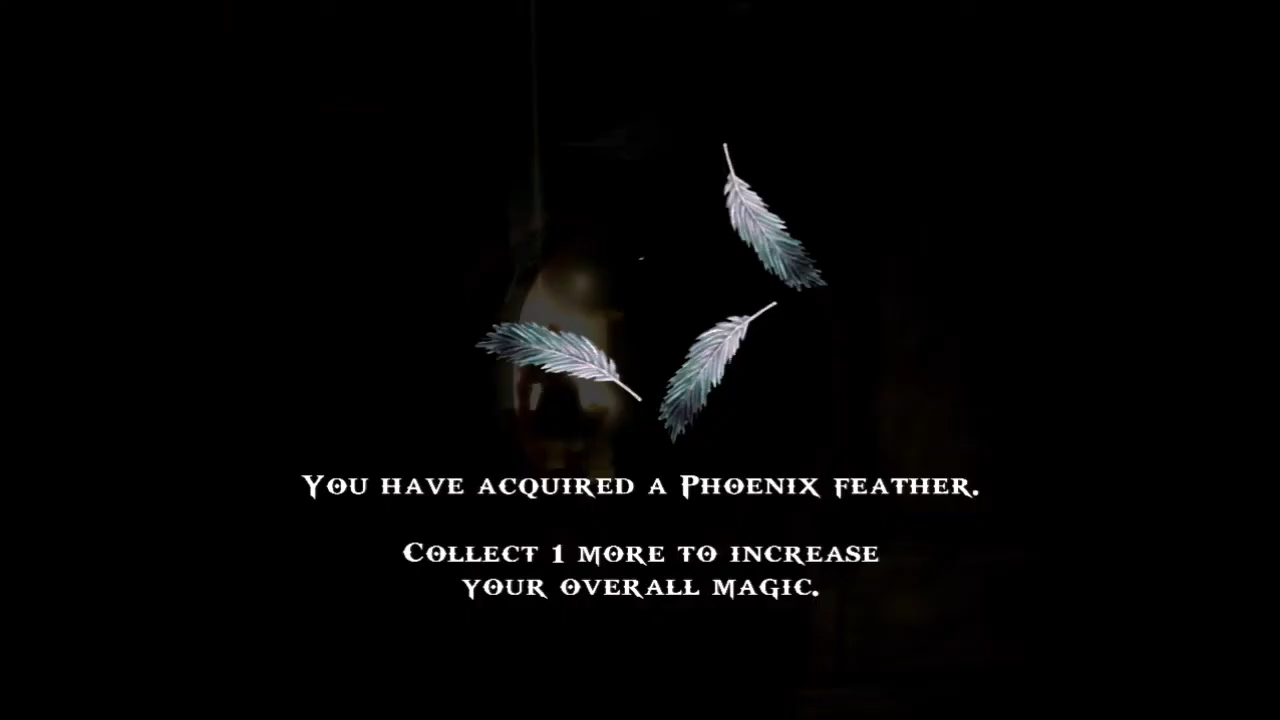 You have acquired a Phoenix feather.
Collect 1 more to increase
your overall magic.